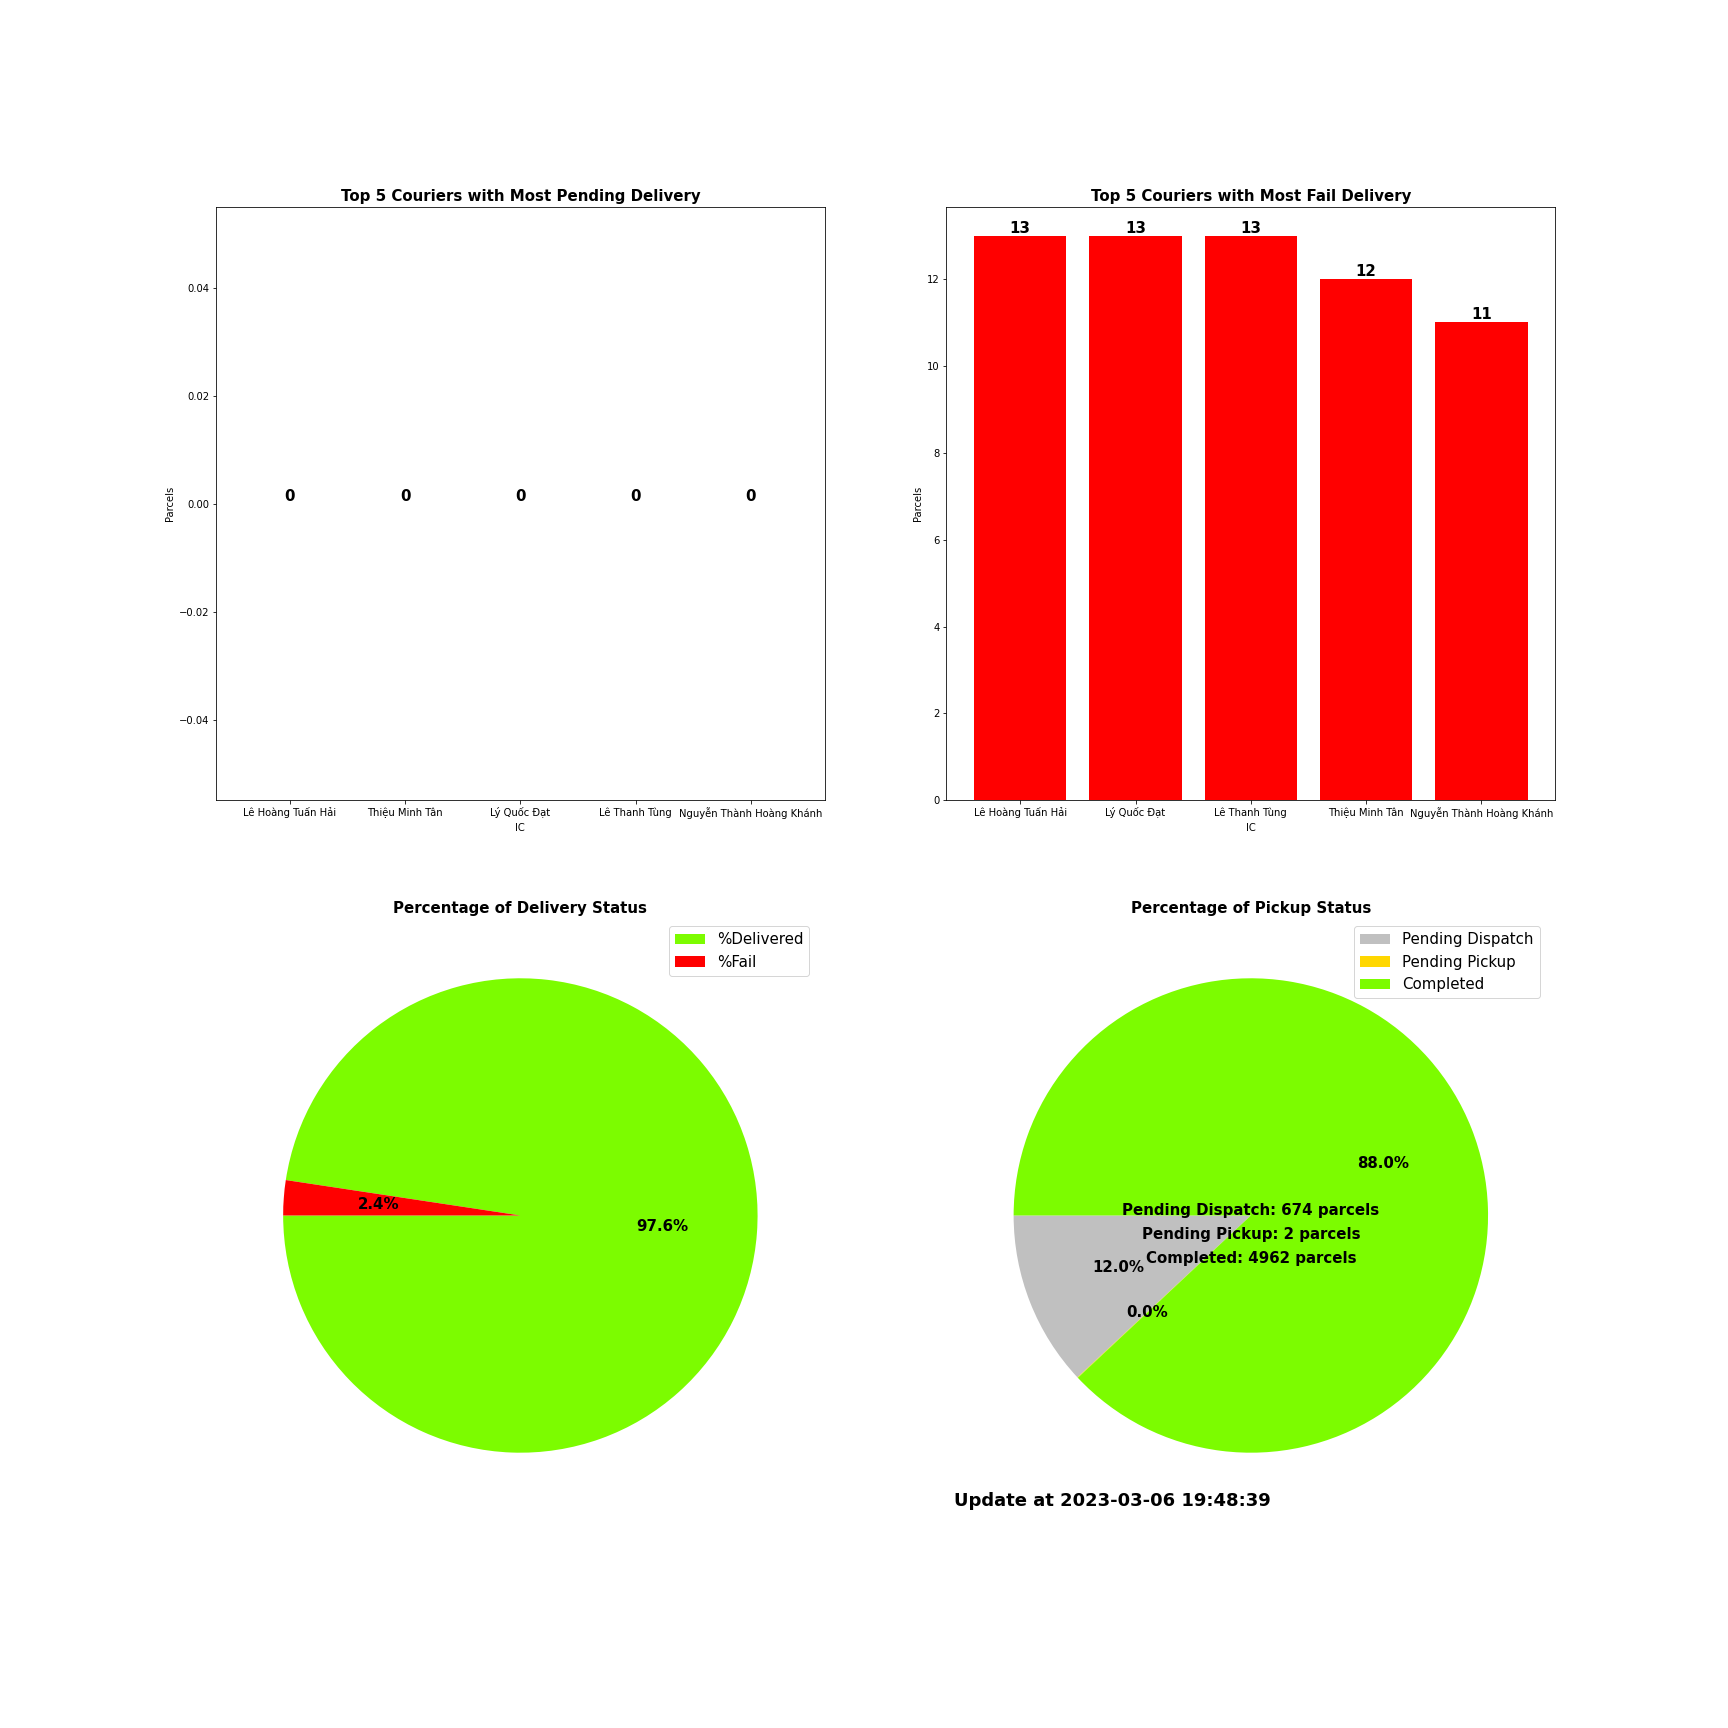 Top 5 Couriers with Most Pending Delivery
0.04
0.02
0.00
−0.02
−0.04
Parcels
0 0 0 0 0
Lê Hoàng Tuấn Hải Thiệu Minh Tân Lý Quốc Đạt Lê Thanh Tùng Nguyễn Thành Hoàng Khánh
IC
Top 5 Couriers with Most Fail Delivery
13 13 13 12 11
12
10
8
6
4
2
0
Parcels
Lê Hoàng Tuấn Hải Lý Quốc Đạt Lê Thanh Tùng Thiệu Minh Tân Nguyễn Thành Hoàng Khánh
IC
Percentage of Delivery Status
%Delivered
%Fail
2.4%
97.6%
Percentage of Pickup Status
Pending Dispatch
Pending Pickup
Completed
88.0%
Pending Dispatch: 674 parcels
Pending Pickup: 2 parcels
Completed: 4962 parcels
12.0%
0.0%
Update at 2023-03-06 19:48:39